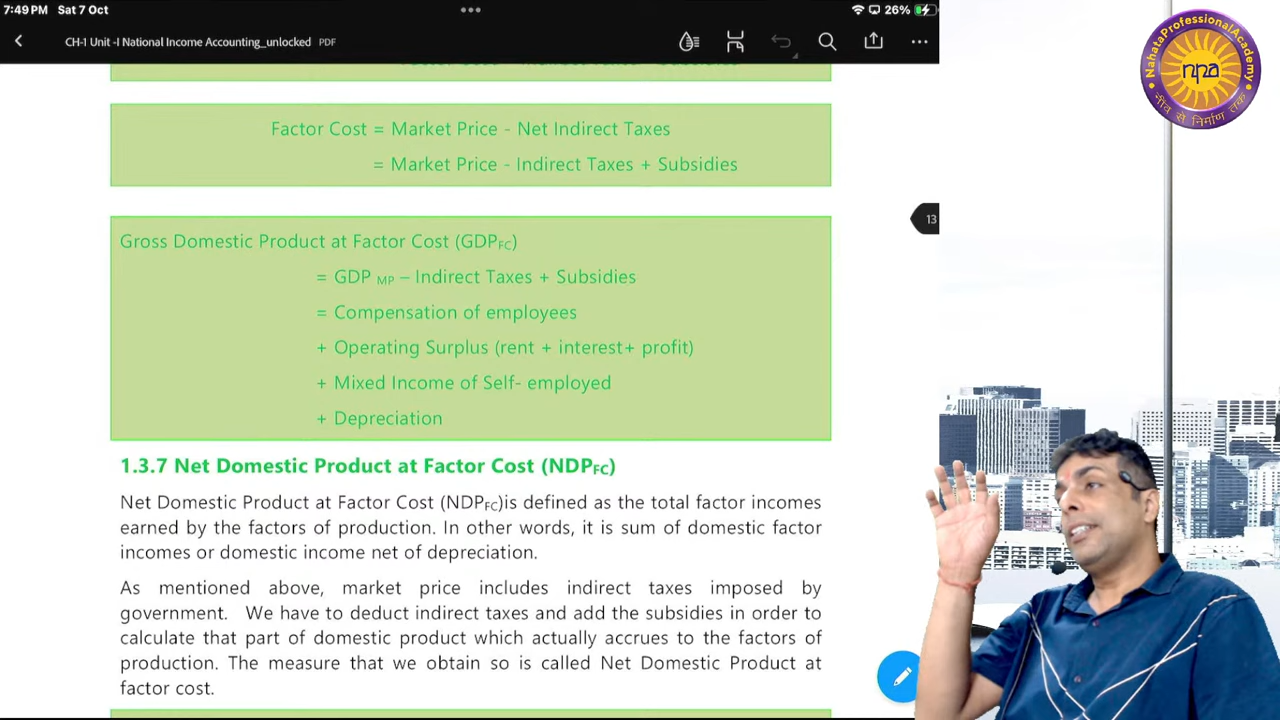 7:49 PM Sat 7 Oct
26%
CH-1 Unit -I National Income Accounting_unlocked PDF
Factor Cost = Market Price - Net Indirect Taxes
= Market Price - Indirect Taxes + Subsidies
13
Gross Domestic Product at Factor Cost (GDPFC)
= GDP MP – Indirect Taxes + Subsidies
= Compensation of employees
+ Operating Surplus (rent + interest+ profit)
+ Mixed Income of Self- employed
+ Depreciation
1.3.7 Net Domestic Product at Factor Cost (NDPFC)
Net Domestic Product at Factor Cost (NDPFC)is defined as the total factor incomes
earned by the factors of production. In other words, it is sum of domestic factor
incomes or domestic income net of depreciation.
As mentioned above, market price includes indirect taxes imposed by
government. We have to deduct indirect taxes and add the subsidies in order to
calculate that part of domestic product which actually accrues to the factors of
production. The measure that we obtain so is called Net Domestic Product at
factor cost.
NahataProfessionalAcademy
npa
नींव से निर्माण तक